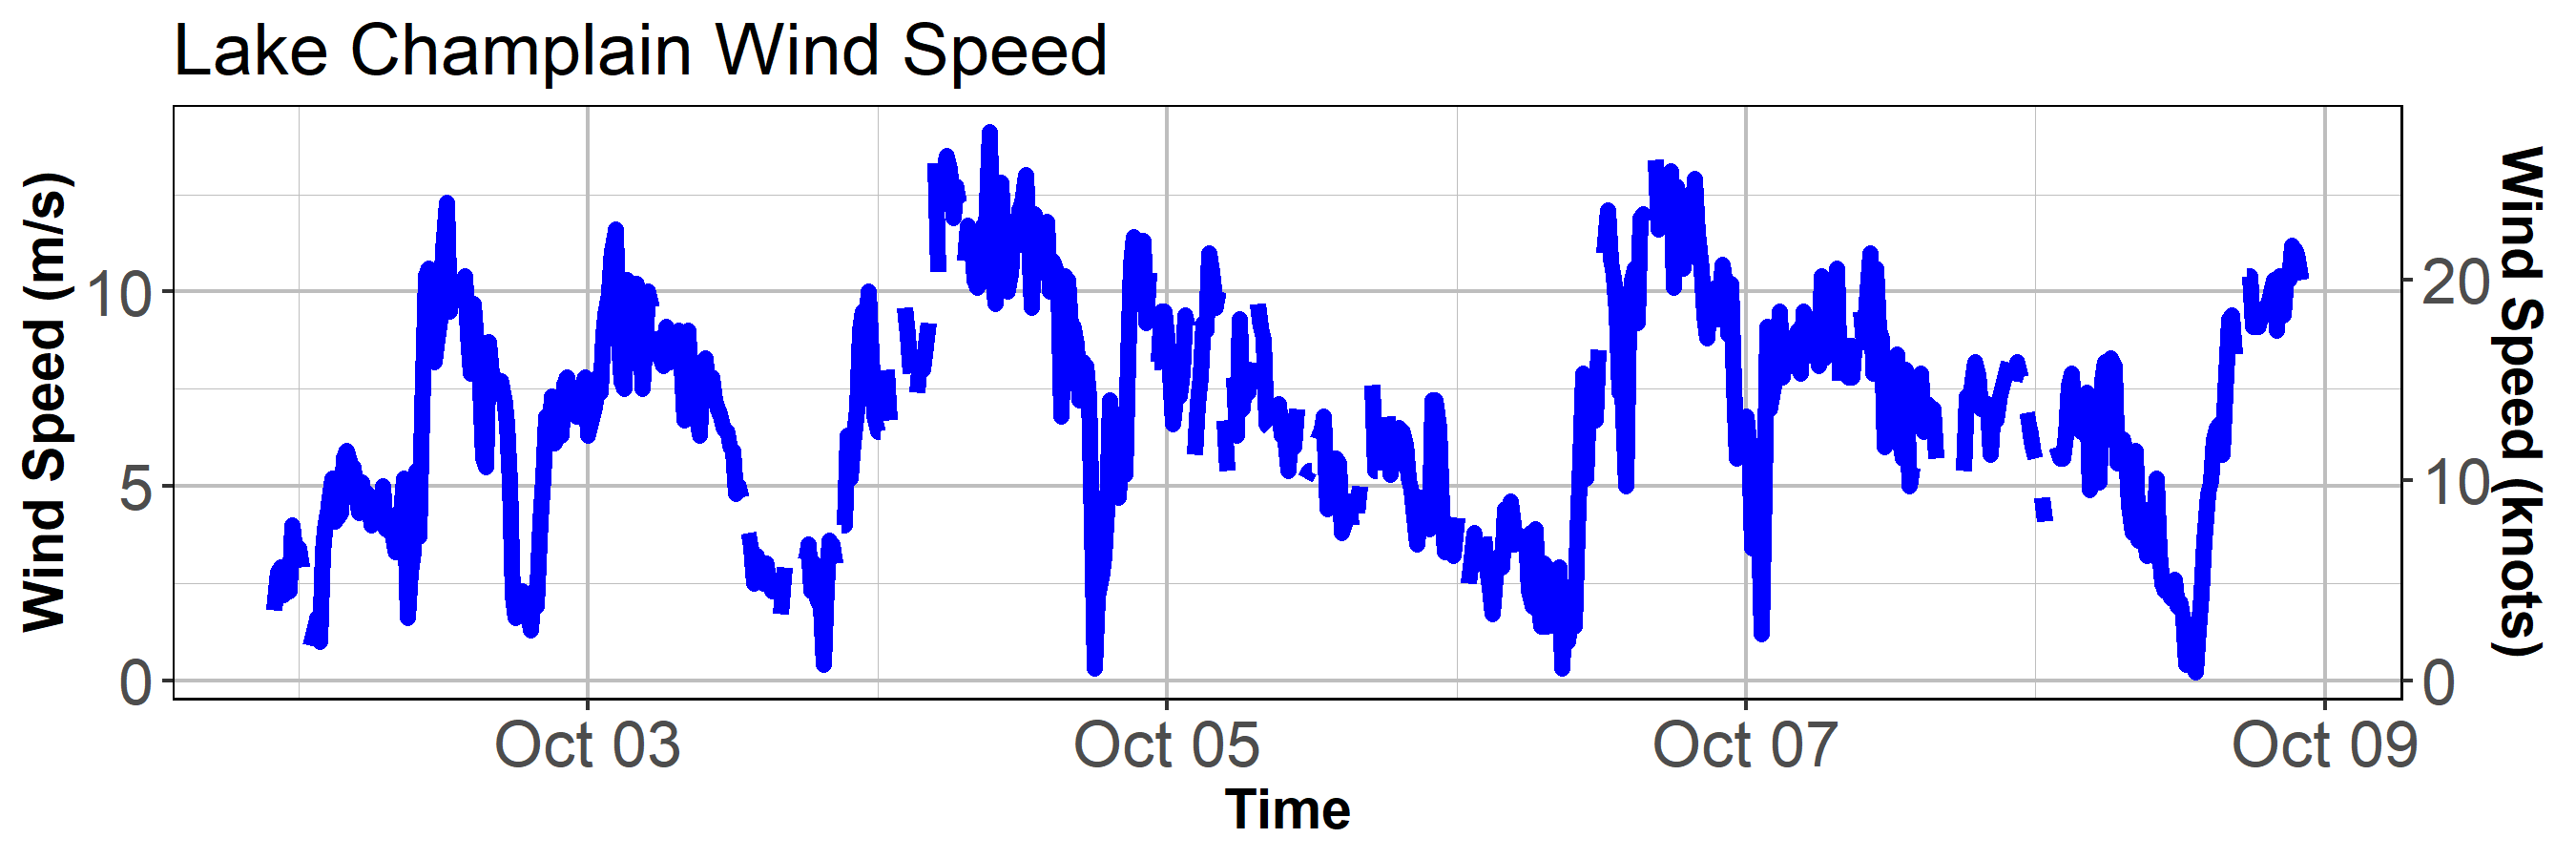 Lake Champlain Wind Speed
Wind Speed (m/s)
10
5
0
20
10
0
Wind Speed (knots)
Oct 03
Oct 05
Oct 07
Oct 09
Time